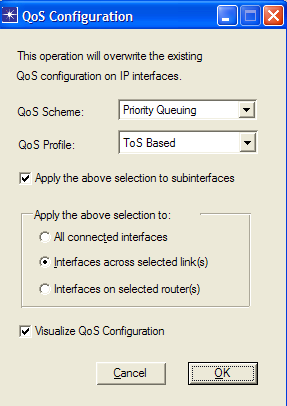 QoS Configuration
This operation will overwrite the existing
QoS configuration on IP interfaces.
QoS Scheme: Priority Queuing
QoS Profile: ToS Based
Apply the above selection to subinterfaces
Apply the above selection to:
All connected interfaces
Interfaces across selected link(s)
Interfaces on selected router(s)
Visualize QoS Configuration
Cancel OK